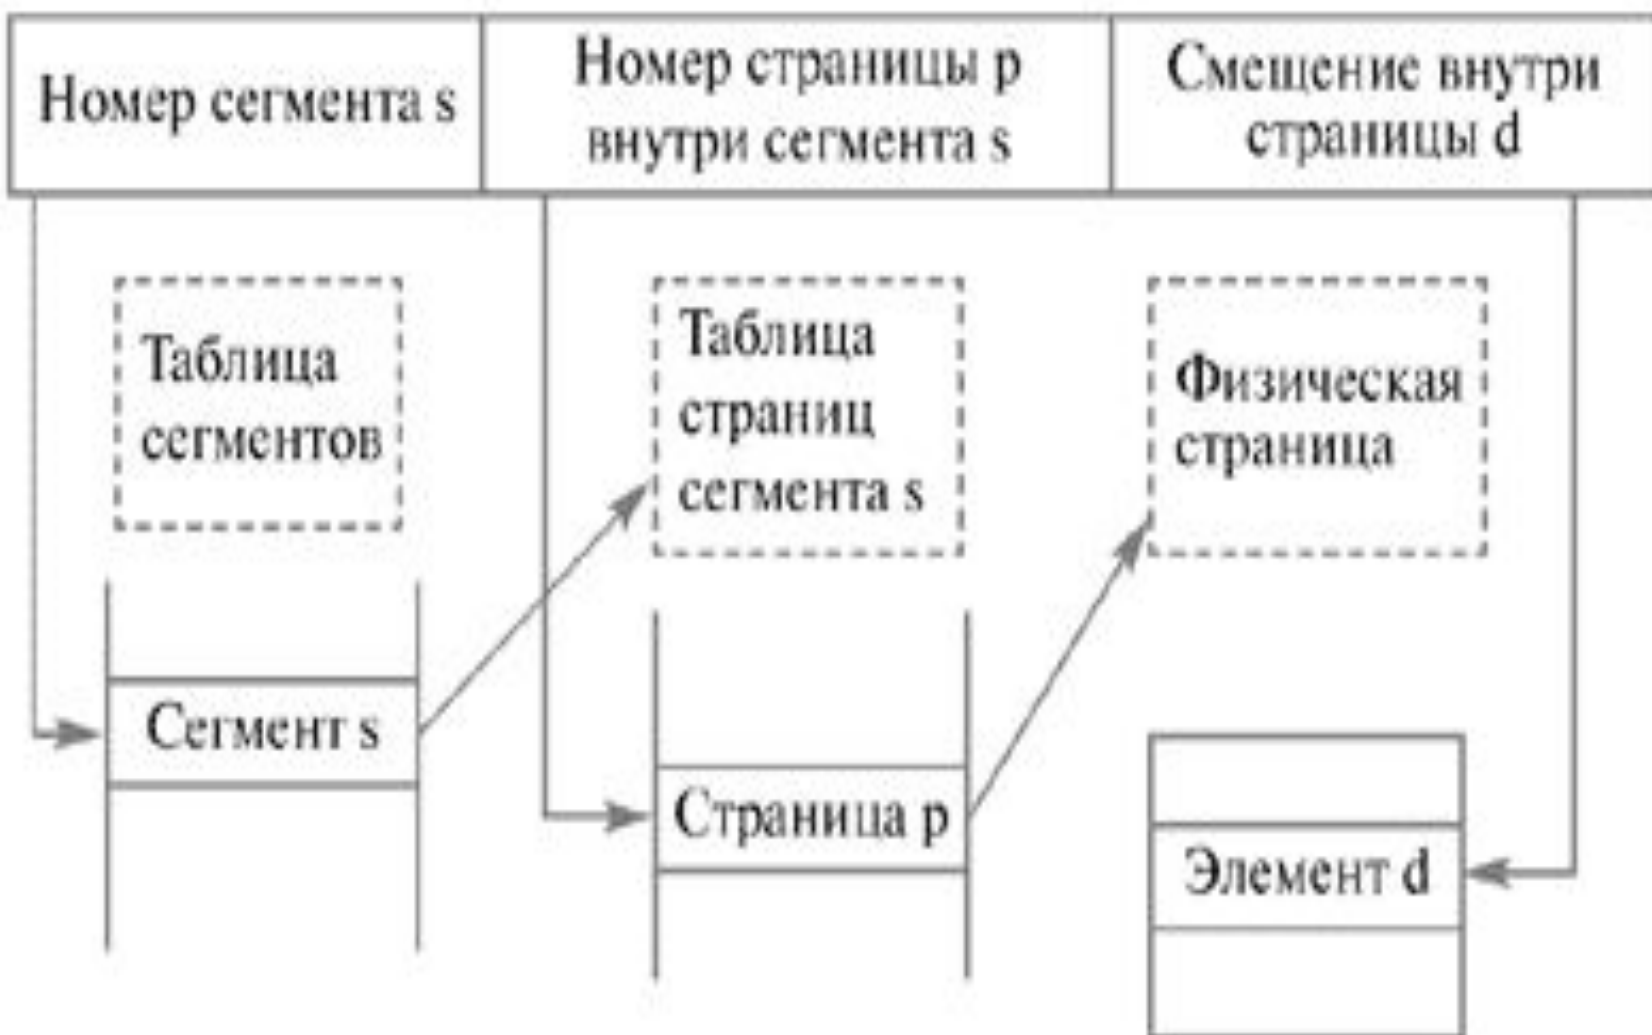 Номер сегмента s
Номер страницы p
внутри сегмента s
Смещение внутри
страницы d
Таблица
сегментов
Таблица
страниц
сегмента s
Физическая
страница
Сегмент s
Страница p
Элемент d